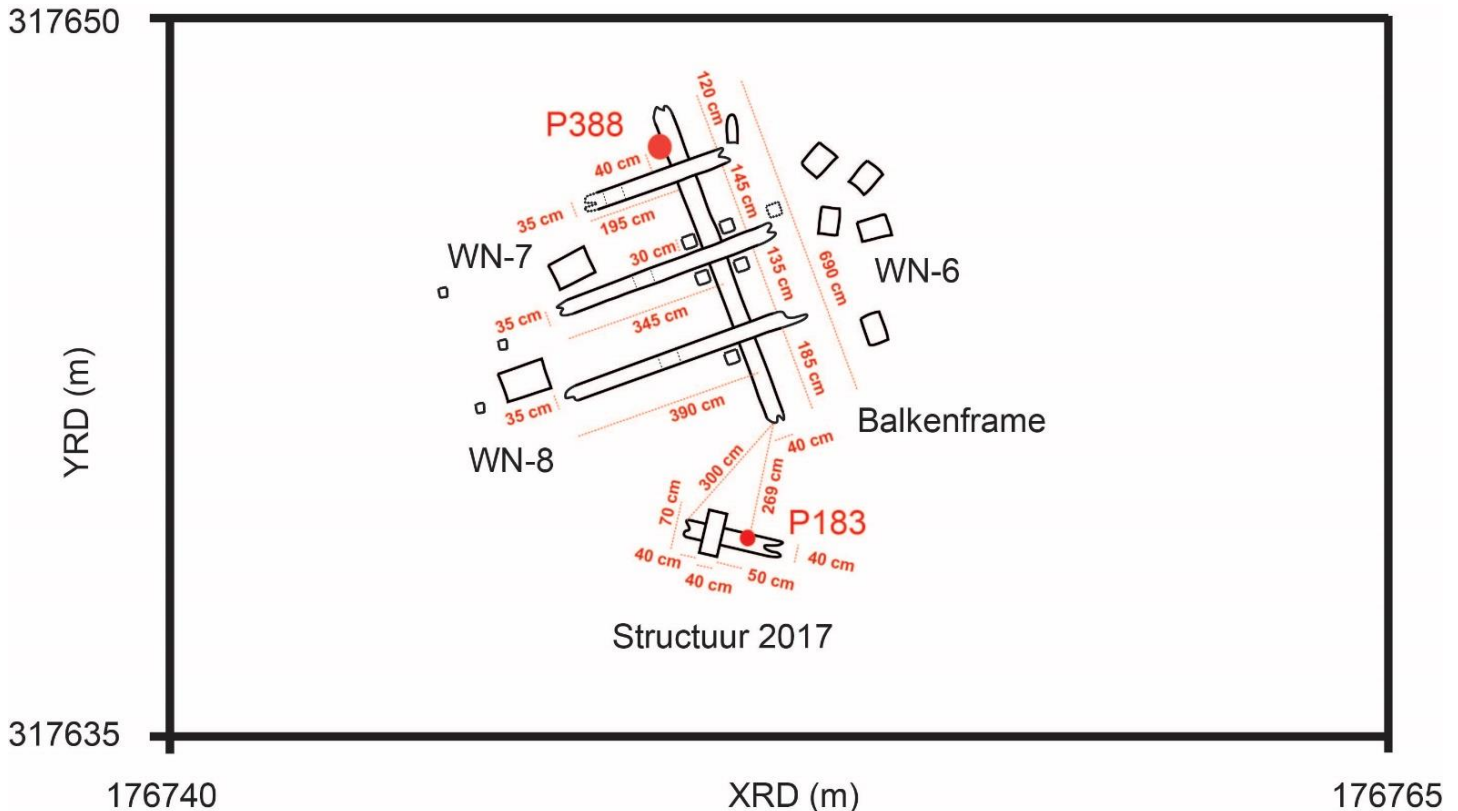 317650
120 cm
P388
40 cm
145 cm
35 cm
195 cm
WN-7
30 cm
135 cm
690 cm
WN-6
35 cm
345 cm
YRD (m)
185 cm
35 cm
390 cm
Balkenframe
WN-8
40 cm
300 cm
269 cm
70 cm
P183
40 cm
40 cm
50 cm
40 cm
Structuur 2017
317635
176740
XRD (m)
176765